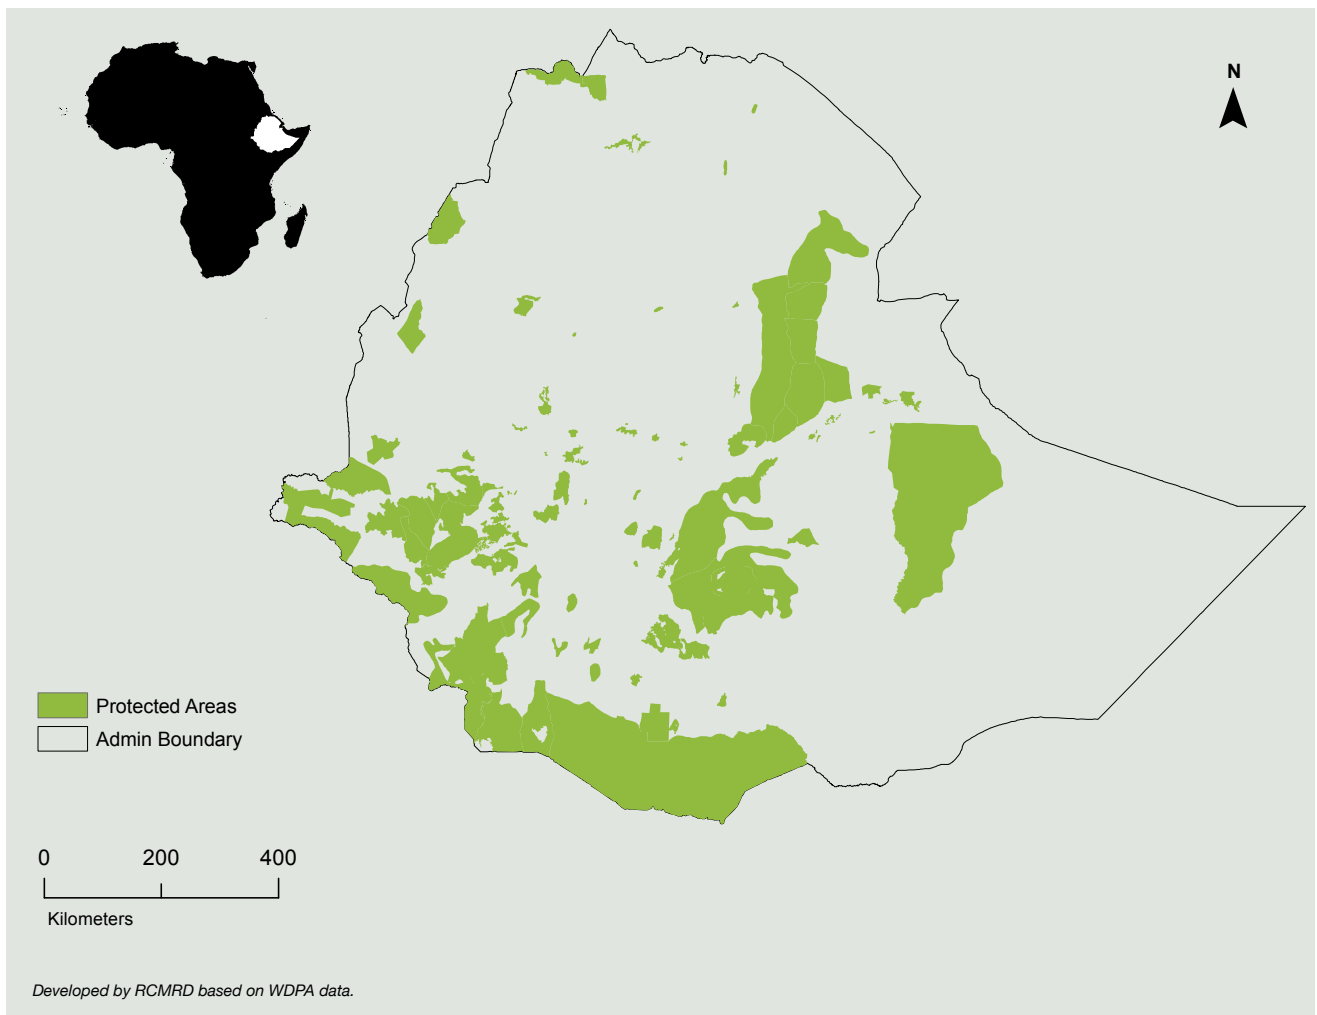 N
Protected Areas
Admin Boundary
0 200 400
Kilometers
Developed by RCMRD based on WDPA data.